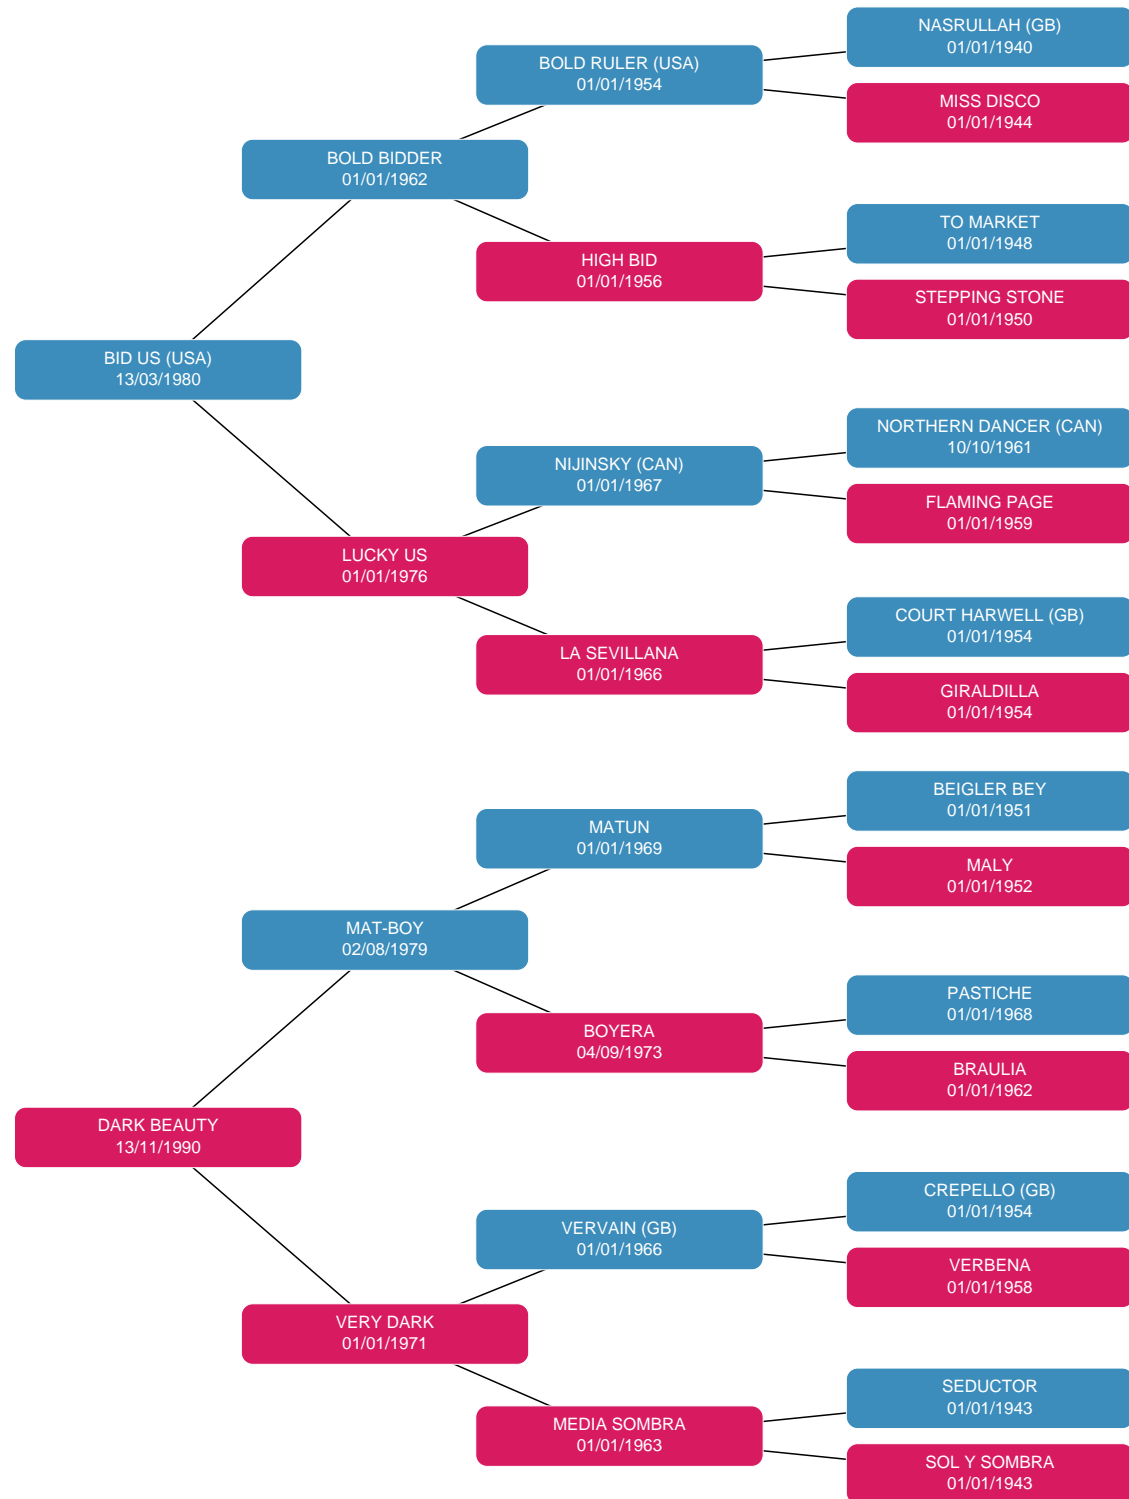 NASRULLAH (GB)
01/01/1940
BOLD RULER (USA)
01/01/1954
MISS DISCO
01/01/1944
BOLD BIDDER
01/01/1962
TO MARKET
01/01/1948
HIGH BID
01/01/1956
STEPPING STONE
01/01/1950
BID US (USA)
13/03/1980
NORTHERN DANCER (CAN)
10/10/1961
NIJINSKY (CAN)
01/01/1967
FLAMING PAGE
01/01/1959
LUCKY US
01/01/1976
COURT HARWELL (GB)
01/01/1954
LA SEVILLANA
01/01/1966
GIRALDILLA
01/01/1954
BEIGLER BEY
01/01/1951
MATUN
01/01/1969
MALY
01/01/1952
MAT-BOY
02/08/1979
PASTICHE
01/01/1968
BOYERA
04/09/1973
BRAULIA
01/01/1962
DARK BEAUTY
13/11/1990
CREPELLO (GB)
01/01/1954
VERVAIN (GB)
01/01/1966
VERBENA
01/01/1958
VERY DARK
01/01/1971
SEDUCTOR
01/01/1943
MEDIA SOMBRA
01/01/1963
SOL Y SOMBRA
01/01/1943